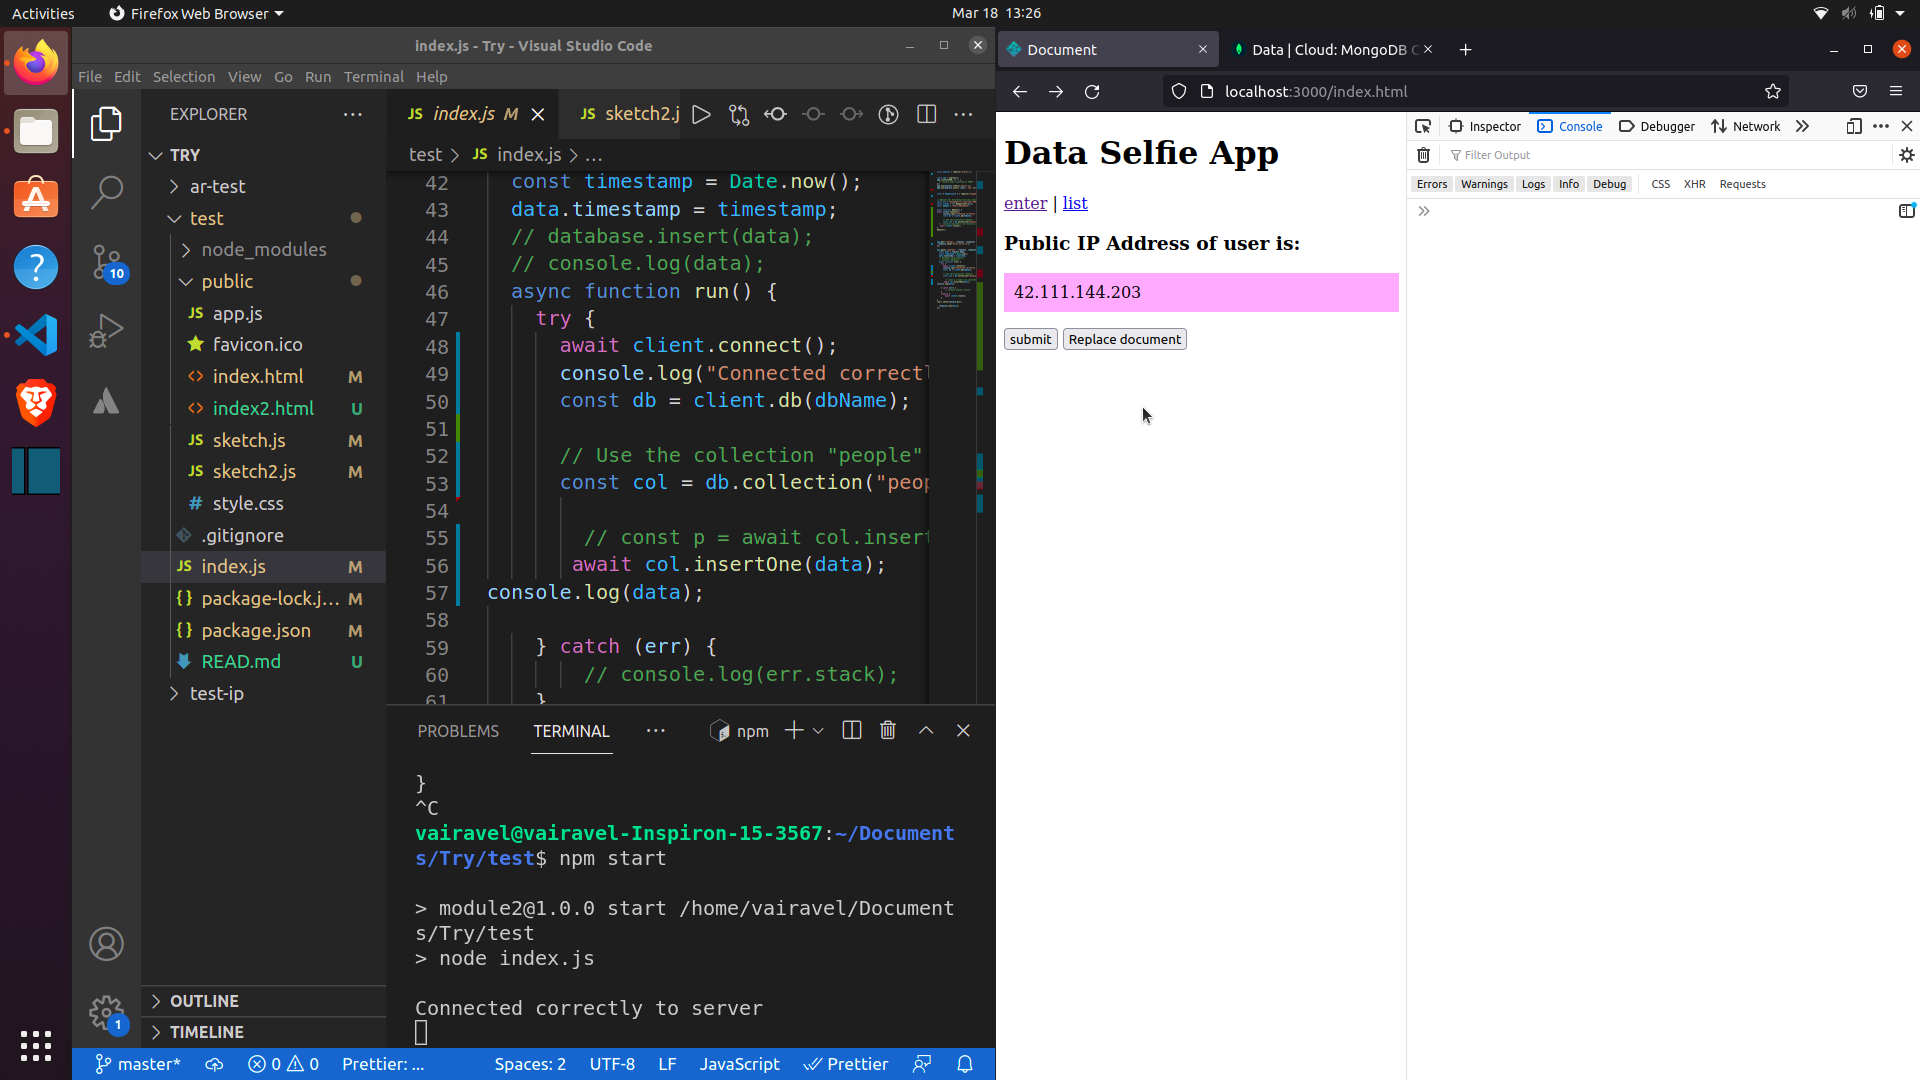 Activities
Firefox Web Browser
Mar 18 13:26
index.js - Try - Visual Studio Code
File Edit Selection View Go Run Terminal Help
EXPLORER
TRY
ar-test
test
node_modules
public
JS app.js
favicon.ico
<> index.html M
<> index2.html U
JS sketch.js M
JS sketch2.js M
# style.css
.gitignore
JS index.js M
{} package-lock.j... M
{} package.json M
READ.md U
test-ip
OUTLINE
TIMELINE
10
1
JS index.js M
JS sketch2.j
test > JS index.js > ...
42 const timestamp = Date.now();
43 data.timestamp = timestamp;
44 // database.insert(data);
45 // console.log(data);
46 async function run() {
47 try {
48 await client.connect();
49 console.log("Connected correctl
50 const db = client.db(dbName);
51
52 // Use the collection "people"
53 const col = db.collection("peop
54
55 // const p = await col.insert
56 await col.insertOne(data);
57 console.log(data);
58
59 } catch (err) {
60 // console.log(err.stack);
61 }
PROBLEMS TERMINAL ... npm
}
^C
vairavel@vairavel-Inspiron-15-3567:~/Document
s/Try/test$ npm start
> module2@1.0.0 start /home/vairavel/Document
s/Try/test
> node index.js
Connected correctly to server
master* 0 0 Prettier: ... Spaces: 2 UTF-8 LF JavaScript Prettier
Document
Data | Cloud: MongoDB C
localhost:3000/index.html
Data Selfie App
enter | list
Public IP Address of user is:
42.111.144.203
submit Replace document
Inspector Console Debugger Network
Filter Output
Errors Warnings Logs Info Debug CSS XHR Requests